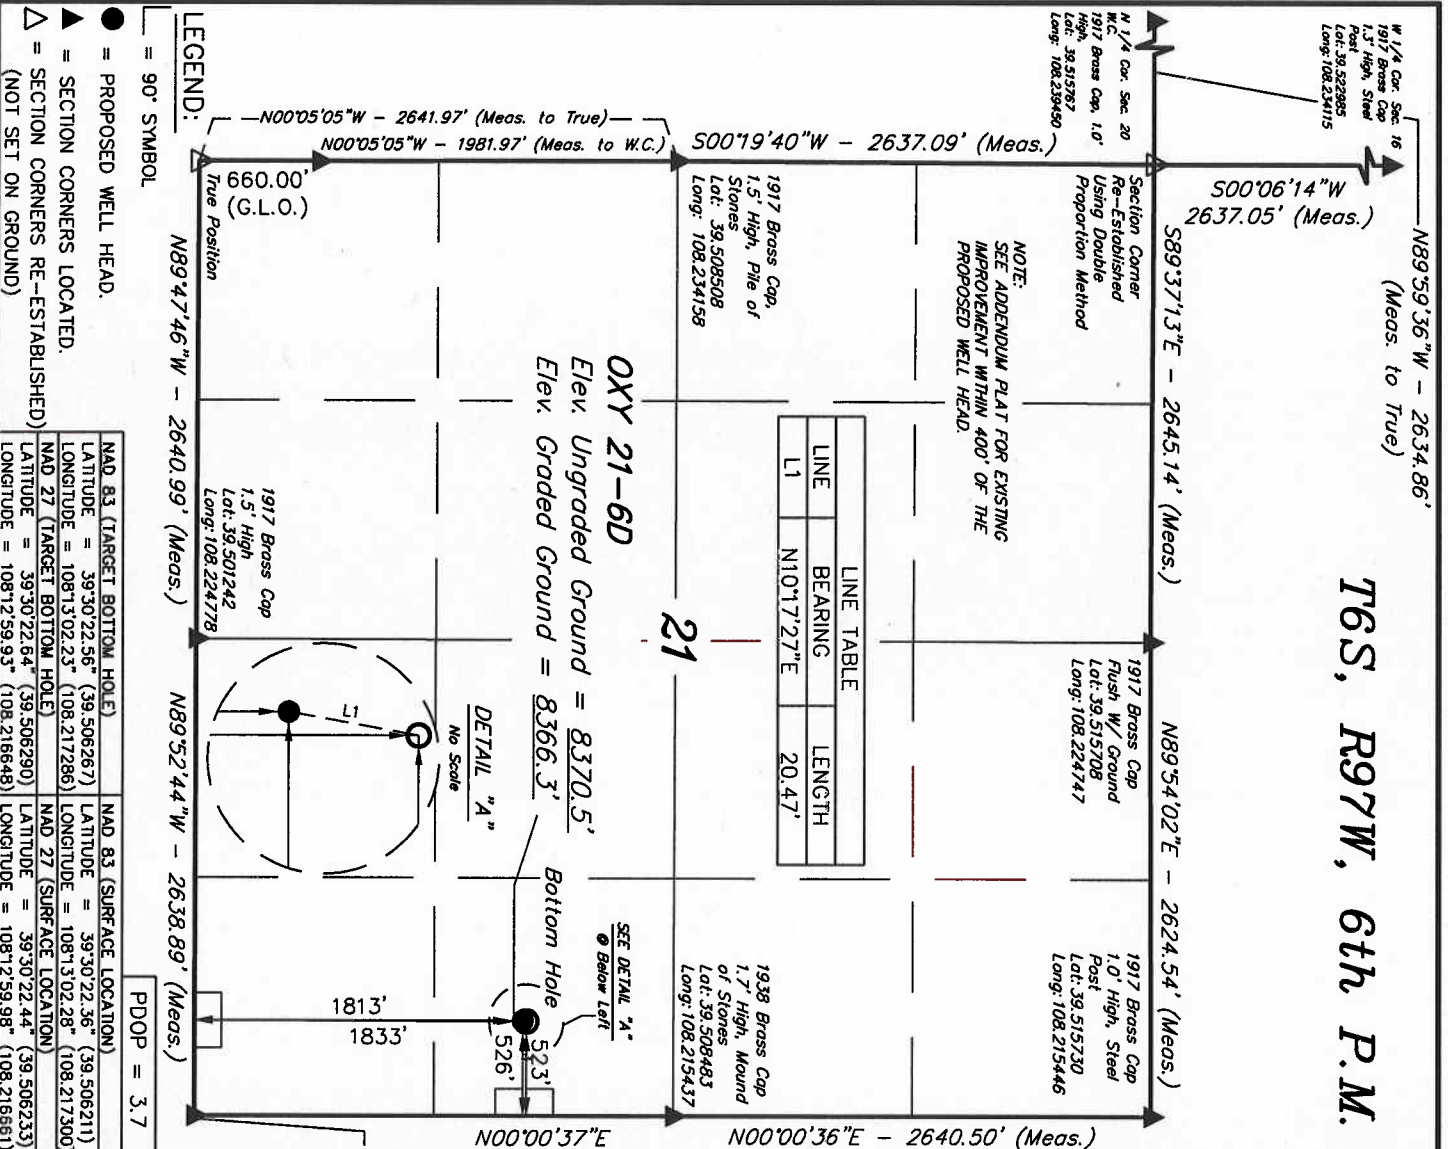 T6S, R97W, 6th P.M.
N89°59'36"W - 2634.86'
(Meas. to True)
W 1/4 Cor. Sec. 16
1917 Brass Cap
1.3' High, Steel
Post
Lat: 39.522985
Long: 108.234115
S00°06'14"W
2637.05' (Meas.)
N 1/4 Cor. Sec. 20
W.C.
1917 Brass Cap, 1.0'
High,
Lat: 39.515767
Long: 108.239450
S89°37'13"E - 2645.14' (Meas.)
N89°54'02"E - 2624.54' (Meas.)
Section Corner
Re-Established
Using Double
Proportion Method
1917 Brass Cap
Flush W/ Ground
Lat: 39.515708
Long: 108.224747
1917 Brass Cap
1.0' High, Steel
Post
Lat: 39.515730
Long: 108.215446
NOTE:
SEE ADDENDUM PLAT FOR EXISTING
IMPROVEMENT WITHIN 400' OF THE
PROPOSED WELL HEAD.
LINE TABLE
LINE BEARING LENGTH
L1 N10°17'27"E 20.47'
S00°19'40"W - 2637.09' (Meas.)
N00°00'36"E - 2640.50' (Meas.)
1917 Brass Cap,
1.5' High, Pile of
Stones
Lat: 39.508508
Long: 108.234158
1938 Brass Cap
1.7' High, Mound
of Stones
Lat: 39.508483
Long: 108.215437
21
OXY 21-6D
Elev. Ungraded Ground = 8370.5'
Elev. Graded Ground = 8366.3'
SEE DETAIL "A"
@ Below Left
Bottom Hole
523'
526'
1813'
1833'
N00°00'37"E
DETAIL "A"
No Scale
L1
N00°05'05"W - 2641.97' (Meas. to True)
N00°05'05"W - 1981.97' (Meas. to W.C.)
660.00'
(G.L.O.)
True Position
1917 Brass Cap
1.5' High
Lat: 39.501242
Long: 108.224778
N89°47'46"W - 2640.99' (Meas.)
N89°52'44"W - 2638.89' (Meas.)
LEGEND:
= 90° SYMBOL
= PROPOSED WELL HEAD.
= SECTION CORNERS LOCATED.
= SECTION CORNERS RE-ESTABLISHED
(NOT SET ON GROUND)
PDOP = 3.7
NAD 83 (TARGET BOTTOM HOLE)
LATITUDE = 39°30'22.56" (39.506267)
LONGITUDE = 108°13'02.23" (108.217286)
NAD 27 (TARGET BOTTOM HOLE)
LATITUDE = 39°30'22.64" (39.506290)
LONGITUDE = 108°12'59.93" (108.216648)
NAD 83 (SURFACE LOCATION)
LATITUDE = 39°30'22.36" (39.506211)
LONGITUDE = 108°13'02.28" (108.217300)
NAD 27 (SURFACE LOCATION)
LATITUDE = 39°30'22.44" (39.506233)
LONGITUDE = 108°12'59.98" (108.216661)